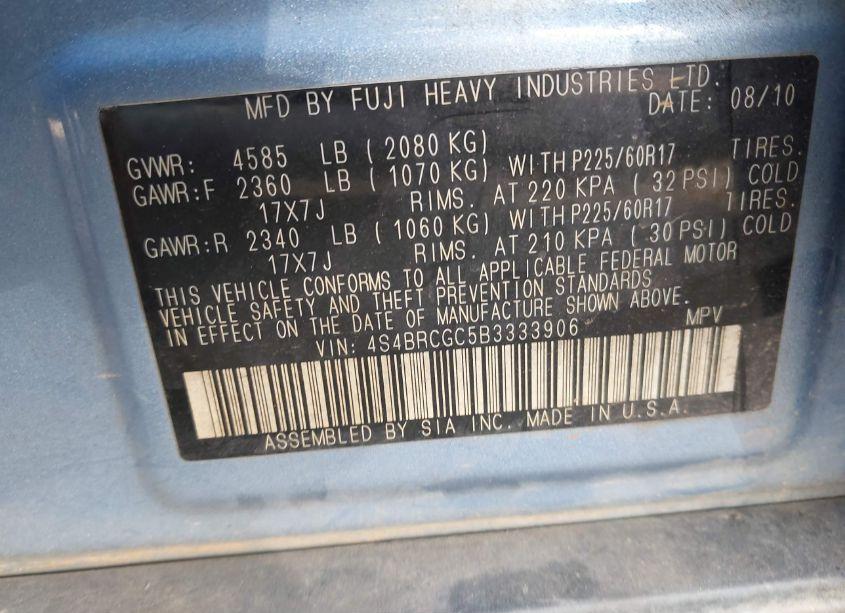 MFD BY FUJI HEAVY INDUSTRIES LTD.
DATE: 08/10
GVWR: 4585 LB ( 2080 KG)
GAWR:F 2360 LB ( 1070 KG) WITH P225/60R17 TIRES.
17X7J RIMS. AT 220 KPA ( 32 PSI) COLD
GAWR:R 2340 LB ( 1060 KG) WITH P225/60R17 TIRES.
17X7J RIMS. AT 210 KPA ( 30 PSI) COLD
THIS VEHICLE CONFORMS TO ALL APPLICABLE FEDERAL MOTOR
VEHICLE SAFETY AND THEFT PREVENTION STANDARDS
IN EFFECT ON THE DATE OF MANUFACTURE SHOWN ABOVE.
VIN: 4S4BRCGC5B3333906 MPV
ASSEMBLED BY SIA INC. MADE IN U.S.A.